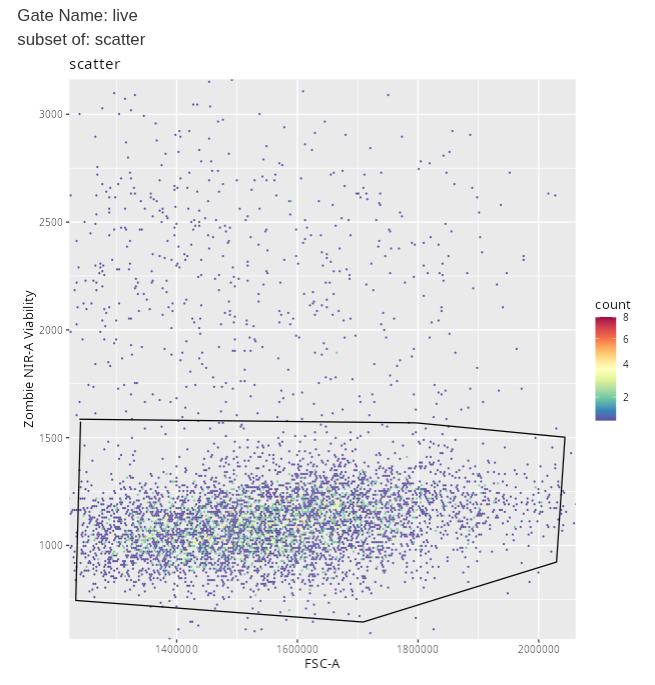 Gate Name: live
subset of: scatter
scatter
3000
2500
2000
1500
1000
Zombie NIR-A Viability
1400000
1600000
1800000
2000000
FSC-A
count
8
6
4
2